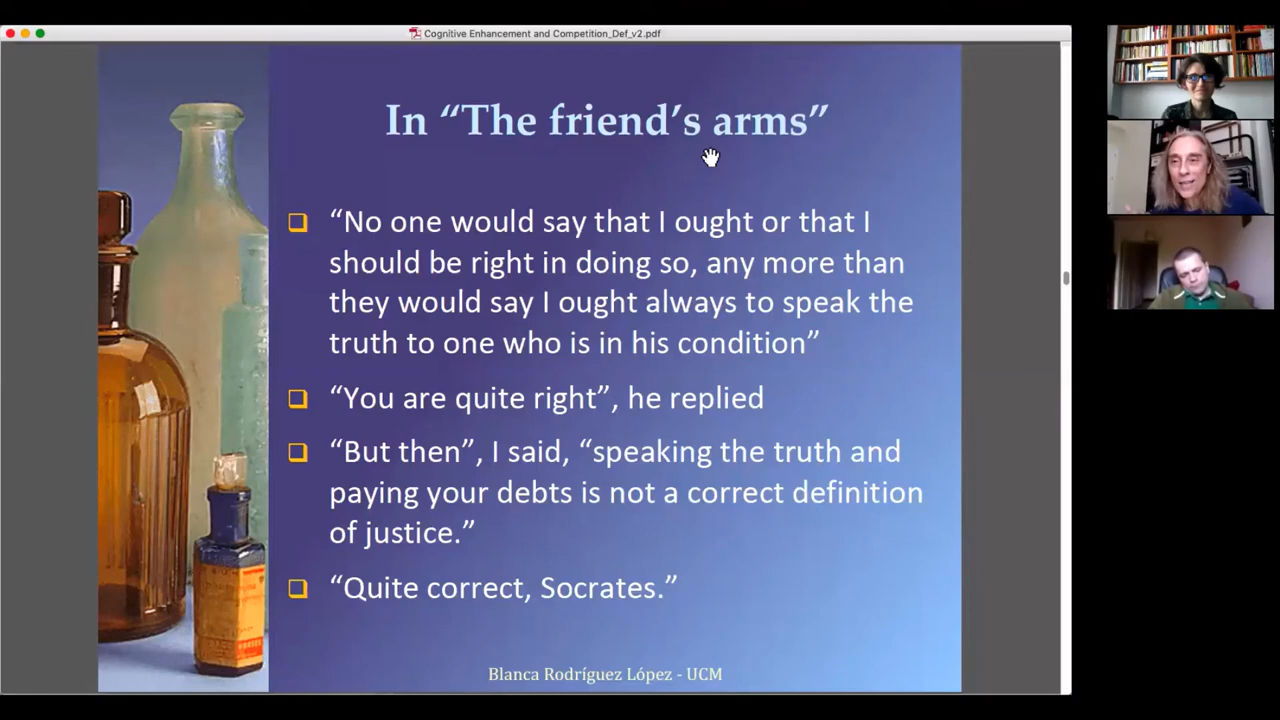 Cognitive Enhancement and Competition_Def_v2.pdf
In “The friend’s arms”
“No one would say that I ought or that I
should be right in doing so, any more than
they would say I ought always to speak the
truth to one who is in his condition”
“You are quite right”, he replied
“But then”, I said, “speaking the truth and
paying your debts is not a correct definition
of justice.”
“Quite correct, Socrates.”
Blanca Rodríguez López - UCM